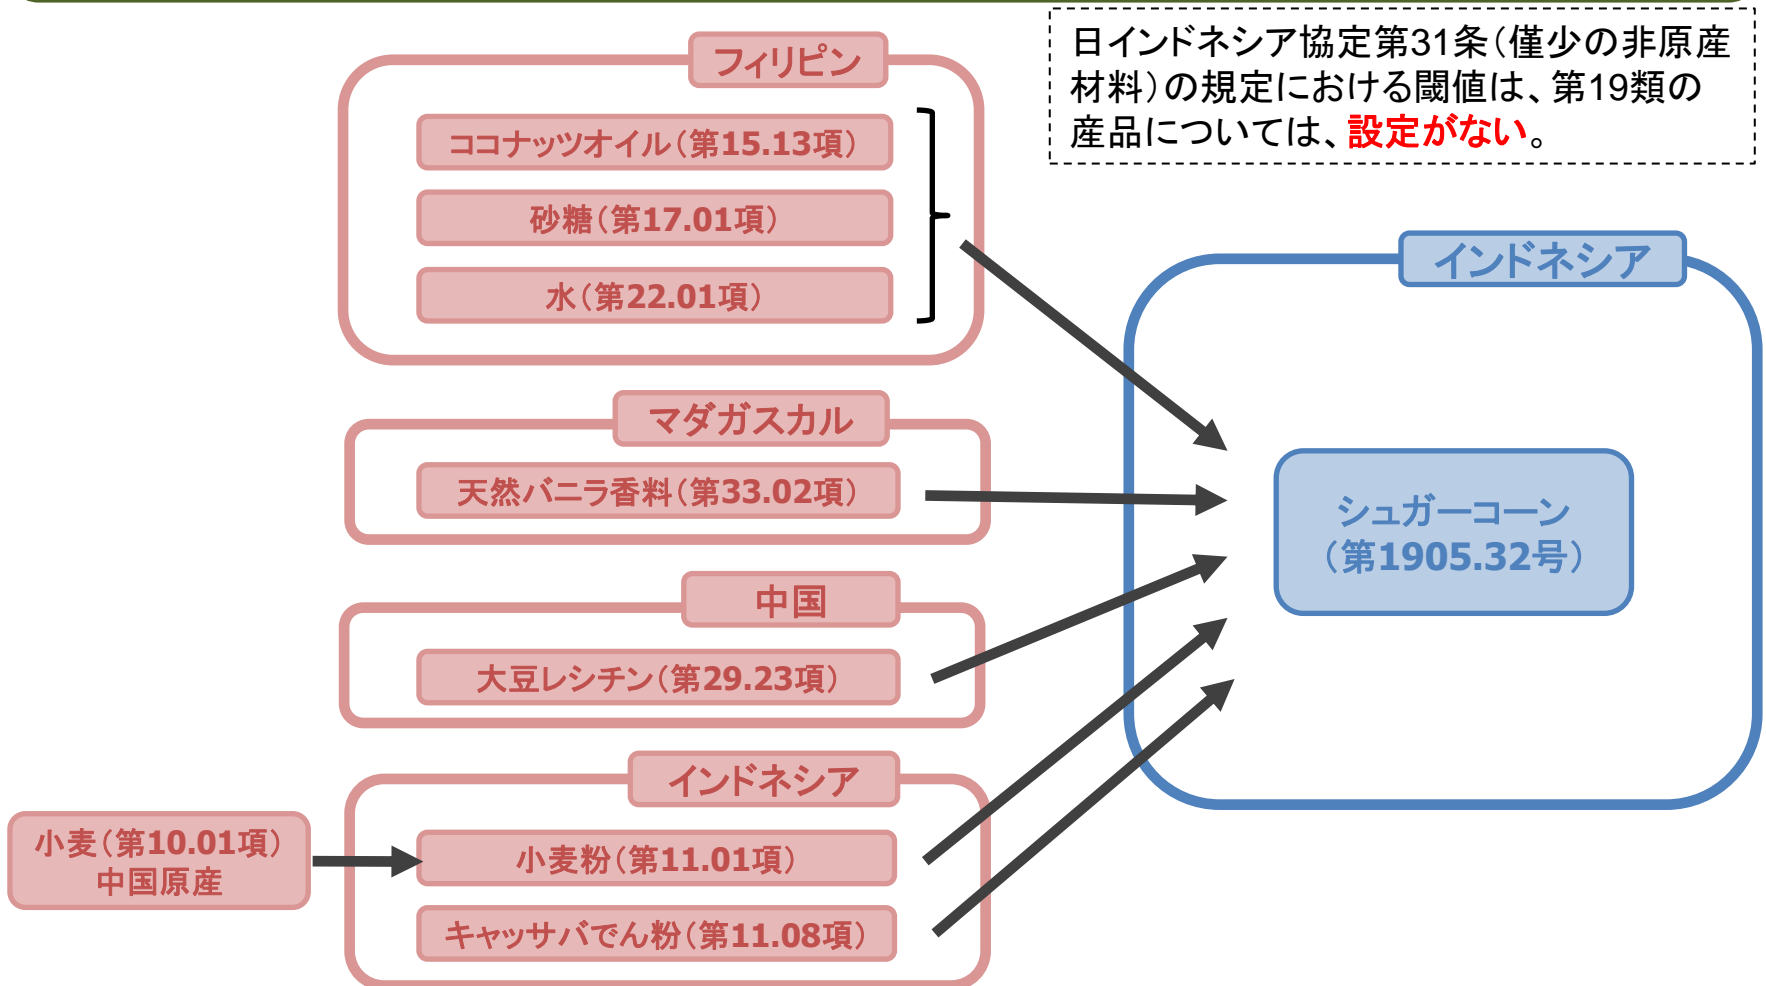 日インドネシア協定第31条（僅少の非原産
材料）の規定における閾値は、第19類の
産品については、設定がない。
フィリピン
ココナッツオイル（第15.13項）
砂糖（第17.01項）
水（第22.01項）
マダガスカル
天然バニラ香料（第33.02項）
中国
大豆レシチン（第29.23項）
インドネシア
小麦（第10.01項）
中国原産
小麦粉（第11.01項）
キャッサバでん粉（第11.08項）
インドネシア
シュガーコーン
（第1905.32号）